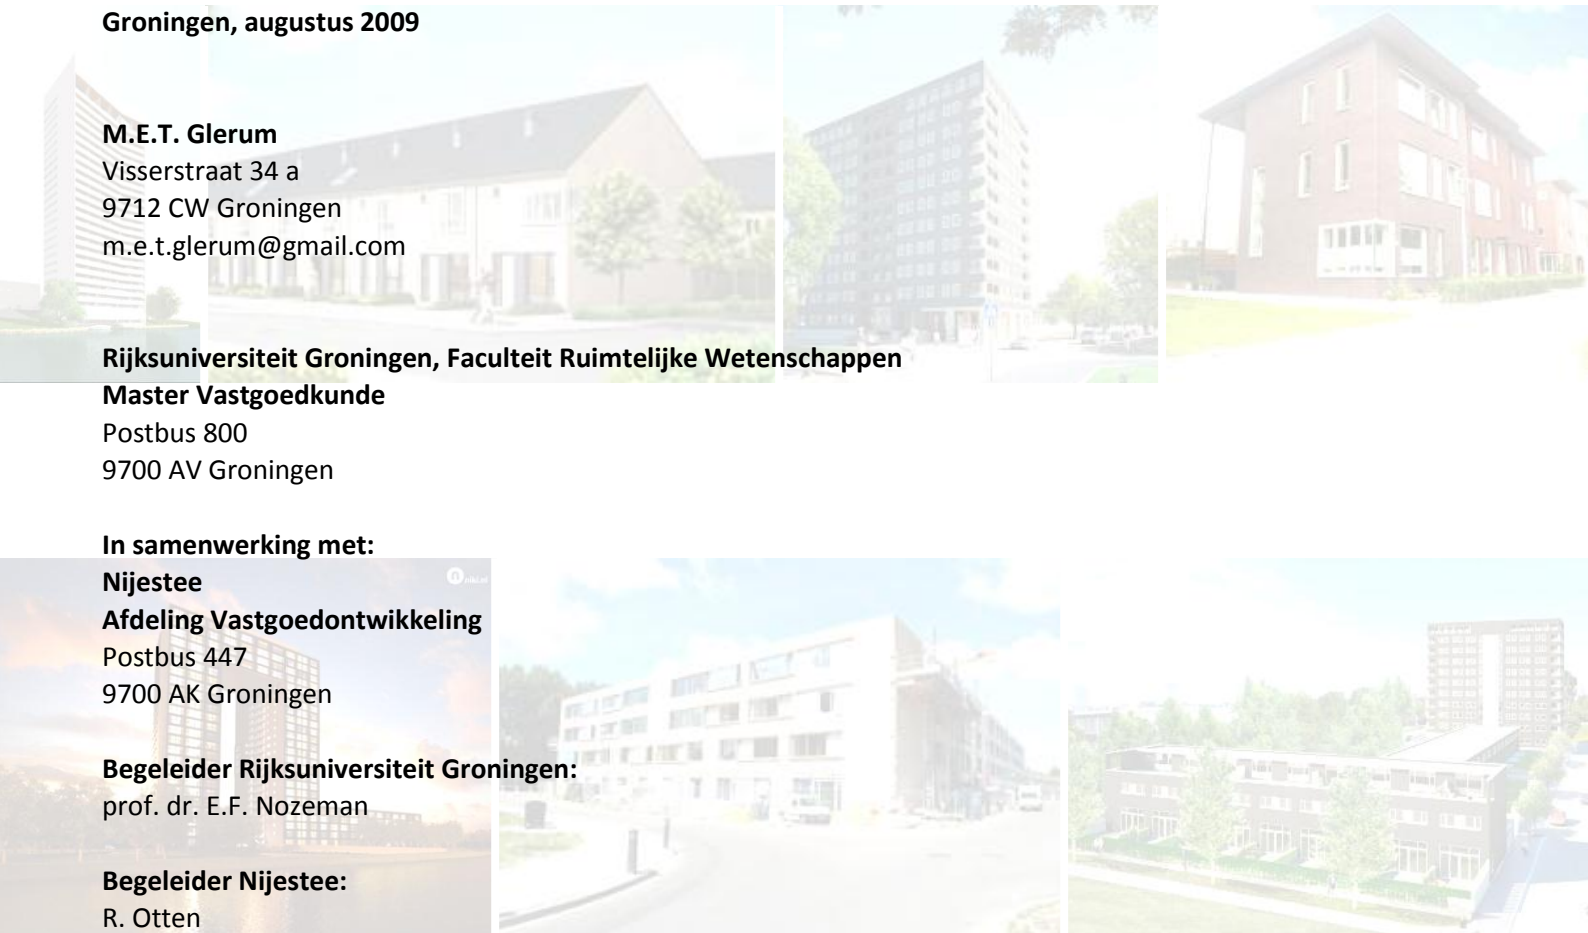 Groningen, augustus 2009
M.E.T. Glerum
Visserstraat 34 a
9712 CW Groningen
m.e.t.glerum@gmail.com
Rijksuniversiteit Groningen, Faculteit Ruimtelijke Wetenschappen
Master Vastgoedkunde
Postbus 800
9700 AV Groningen
In samenwerking met:
Nijestee
niki.nl
Afdeling Vastgoedontwikkeling
Postbus 447
9700 AK Groningen
Begeleider Rijksuniversiteit Groningen:
prof. dr. E.F. Nozeman
Begeleider Nijestee:
R. Otten